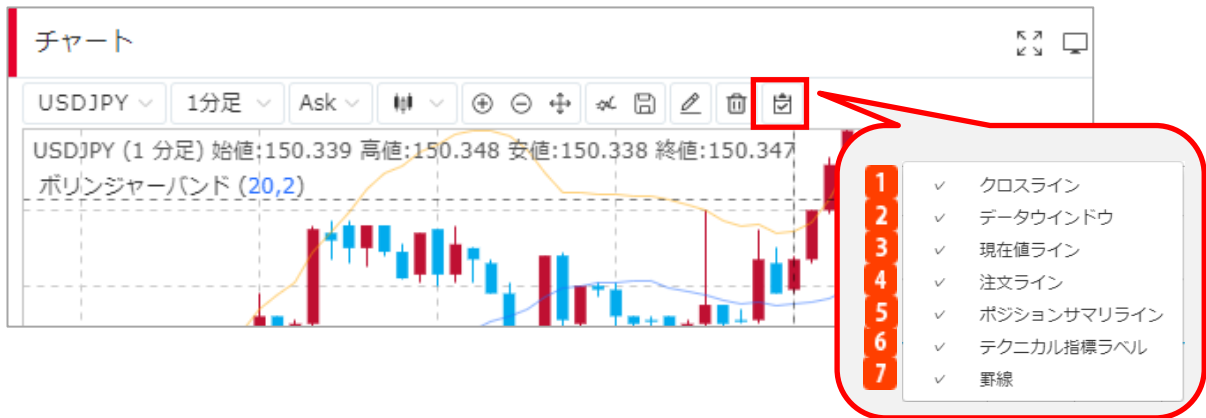 チャート
USDJPY 1分足 Ask
USDJPY (1 分足) 始値:150.339 高値:150.348 安値:150.338 終値:150.347
ボリンジャーバンド (20,2)
1 クロスライン
2 データウインドウ
3 現在値ライン
4 注文ライン
5 ポジションサマリライン
6 テクニカル指標ラベル
7 罫線